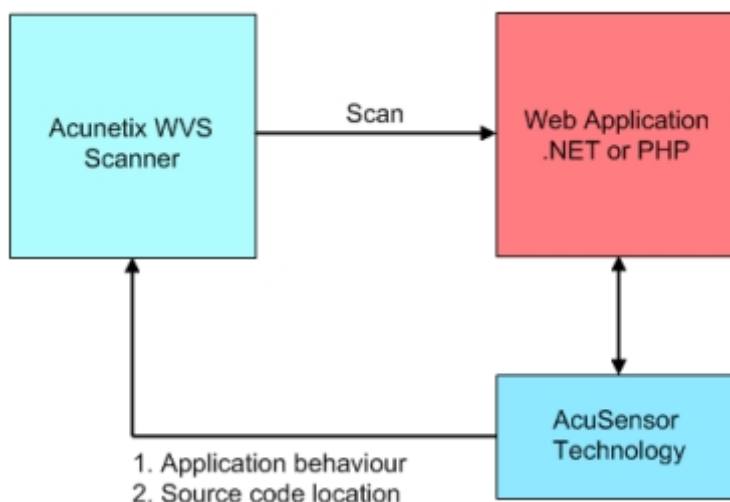 Acunetix WVS
Scanner
Scan
Web Application
.NET or PHP
AcuSensor
Technology
1. Application behaviour
2. Source code location